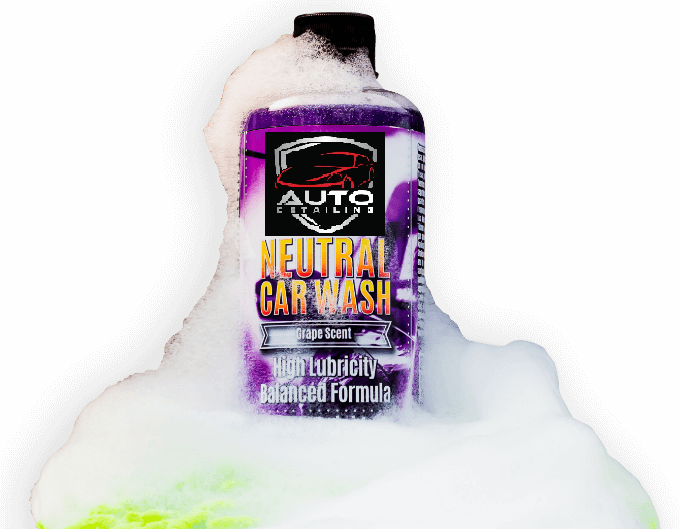 AUTO
DETAILING
NEUTRAL
CAR WASH
Grape Scent
High Lubricity
Balanced Formula